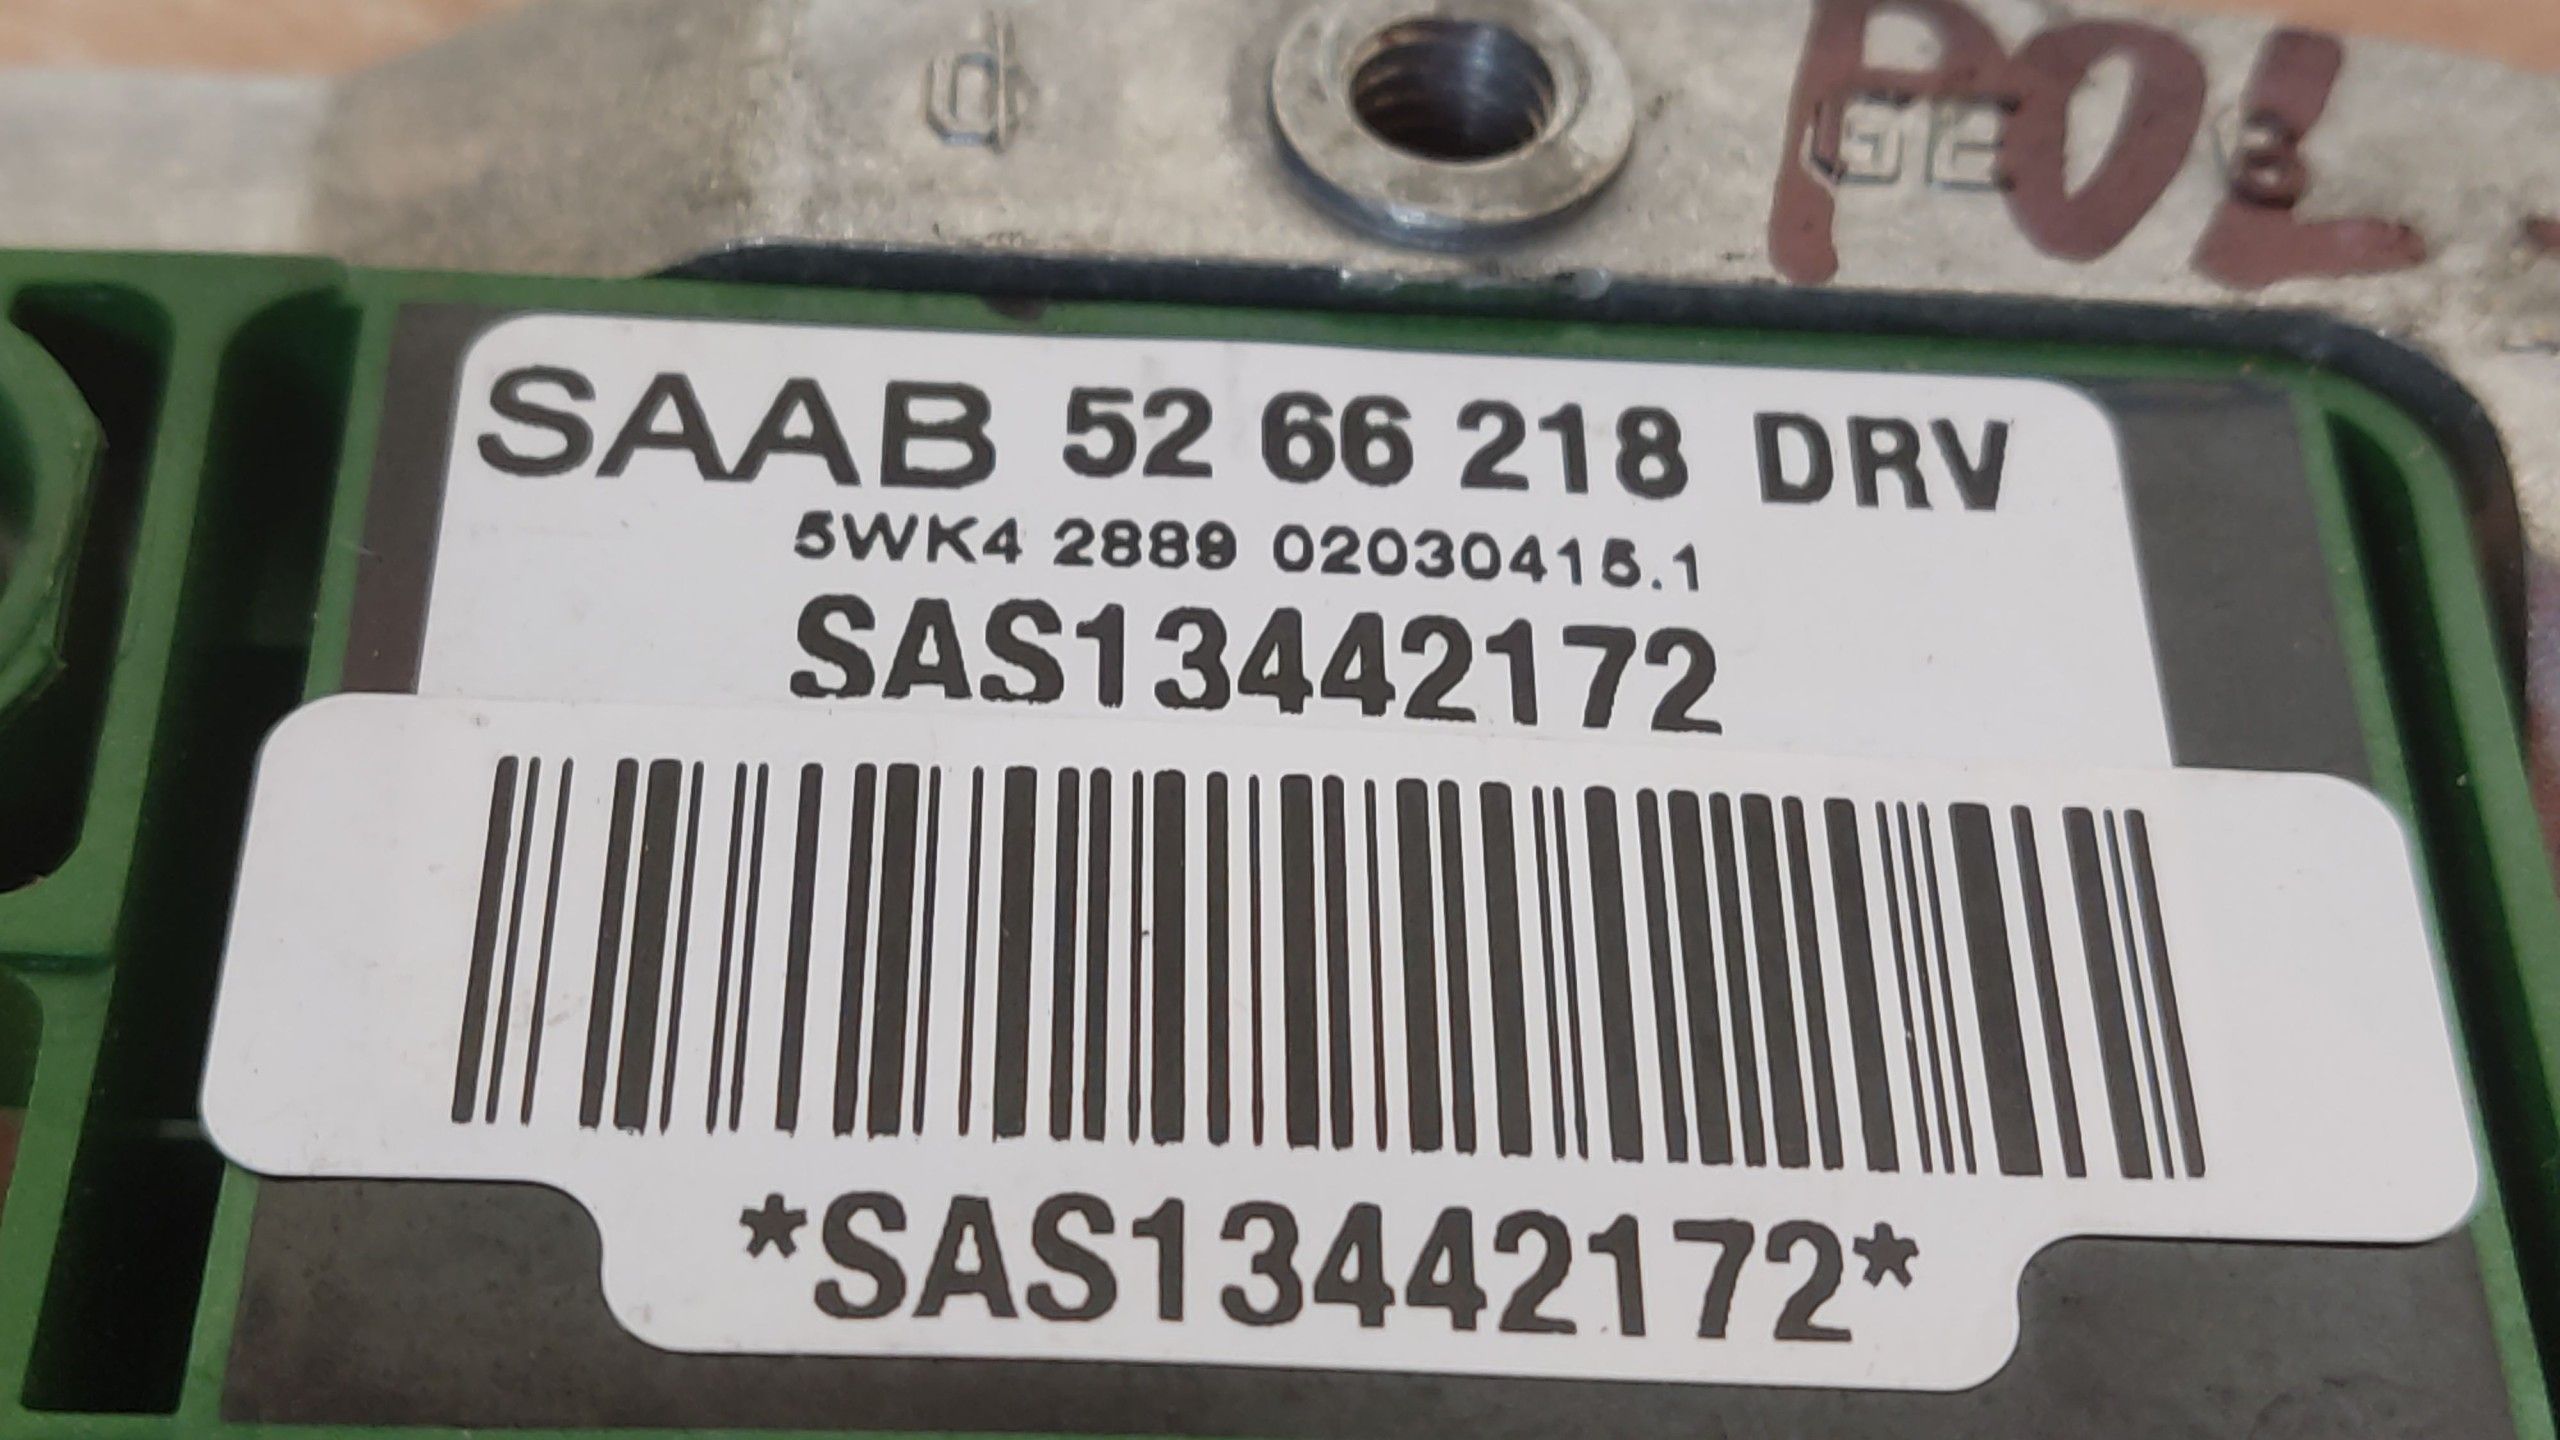 POL
SAAB 52 66 218 DRV
5WK4 2889 02030415.1
SAS13442172
*SAS13442172*